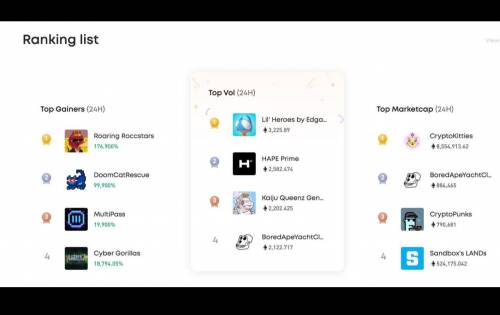 Ranking list
View
Top Gainers (24H)
1
Roaring Roccstars
176,900%
2
DoomCatRescue
99,900%
3
MultiPass
19,900%
4
Cyber Gorillas
18,794.05%
Top Vol (24H)
1
Lil' Heroes by Edga...
3,225.89
2
HAPE Prime
2,582.474
3
Kaiju Queenz Gen...
2,202.425
4
BoredApeYachtCl...
2,122.717
Top Marketcap (24H)
1
CryptoKitties
8,554,913.62
2
BoredApeYachtCl...
884,465
3
CryptoPunks
790,681
4
Sandbox's LANDs
524,175.042